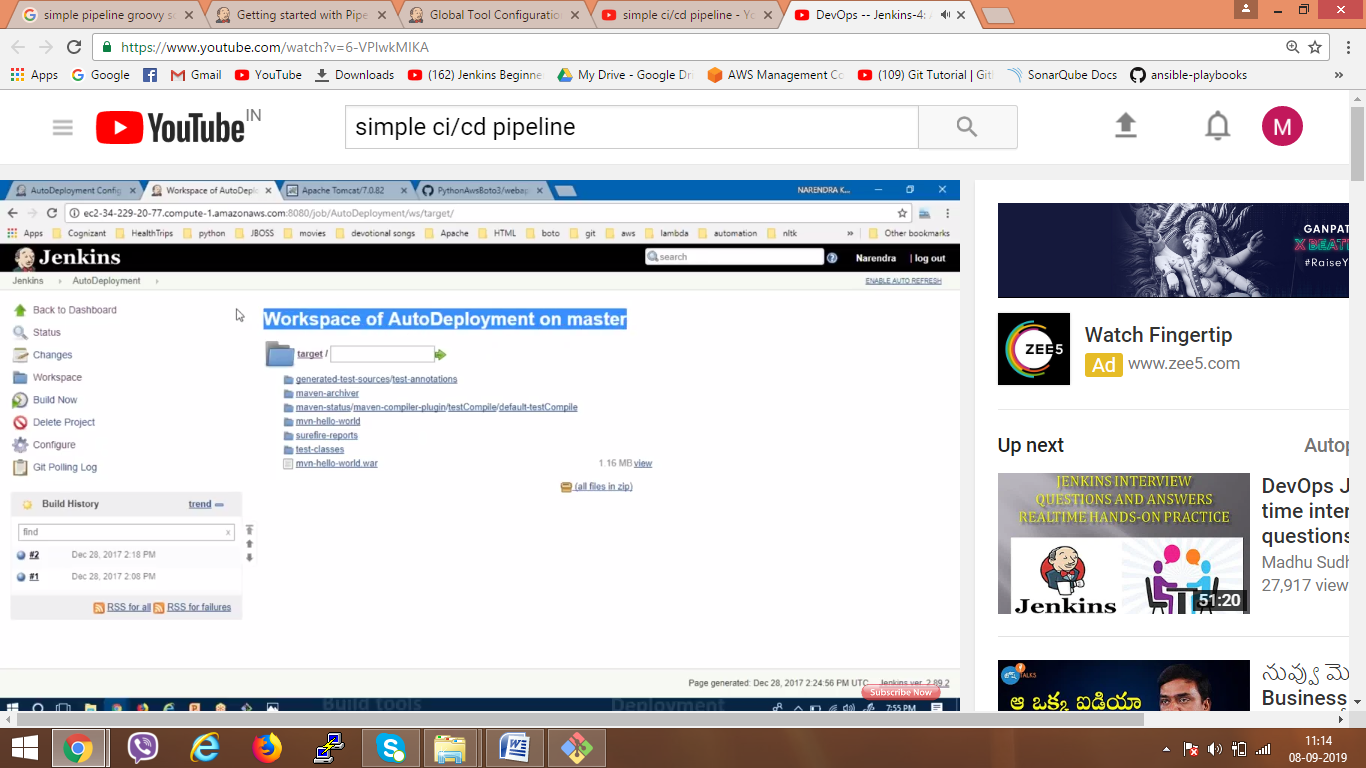 simple pipeline groovy s
Getting started with Pipe
Global Tool Configuratio
simple ci/cd pipeline - Yo
DevOps -- Jenkins-4: A
https://www.youtube.com/watch?v=6-VPlwkMlKA
Apps
Google
Gmail
YouTube
Downloads
(162) Jenkins Beginne
My Drive - Google Dri
AWS Management Co
(109) Git Tutorial | Git
SonarQube Docs
ansible-playbooks
»
YouTube IN
simple ci/cd pipeline
M
AutoDeployment Config
Workspace of AutoDeplo
Apache Tomcat/7.0.82
PythonAwsBoto3/webap
NARENDRA K...
ec2-34-229-20-77.compute-1.amazonaws.com:8080/job/AutoDeployment/ws/target/
Apps
Cognizant
HealthTrips
python
JBOSS
movies
devotional songs
Apache
HTML
boto
git
aws
lambda
automation
nltk
»
Other bookmarks
Jenkins
search
Narendra
| log out
Jenkins
AutoDeployment
ENABLE AUTO REFRESH
Back to Dashboard
Status
Changes
Workspace
Build Now
Delete Project
Configure
Git Polling Log
Build History
trend
find
x
#2
Dec 28, 2017 2:18 PM
#1
Dec 28, 2017 2:08 PM
RSS for all
RSS for failures
Workspace of AutoDeployment on master
target /
generated-test-sources/test-annotations
maven-archiver
maven-status/maven-compiler-plugin/testCompile/default-testCompile
mvn-hello-world
surefire-reports
test-classes
mvn-hello-world.war
1.16 MB view
(all files in zip)
Page generated: Dec 28, 2017 2:24:56 PM UTC
Jenkins ver. 2.89.2
Subscribe Now
Build tools
Deployment
7:55 PM
GANPAT
X BEAT
#RaiseY
ZEE5
Watch Fingertip
Ad
www.zee5.com
Up next
Autop
JENKINS INTERVIEW
QUESTIONS AND ANSWERS
REALTIME HANDS-ON PRACTICE
Jenkins
51:20
DevOps J
time inter
questions
Madhu Sudh
27,917 view
TALKS
ఆ ఒక్క ఐడియా
నువ్వు మె
Business
11:14
08-09-2019